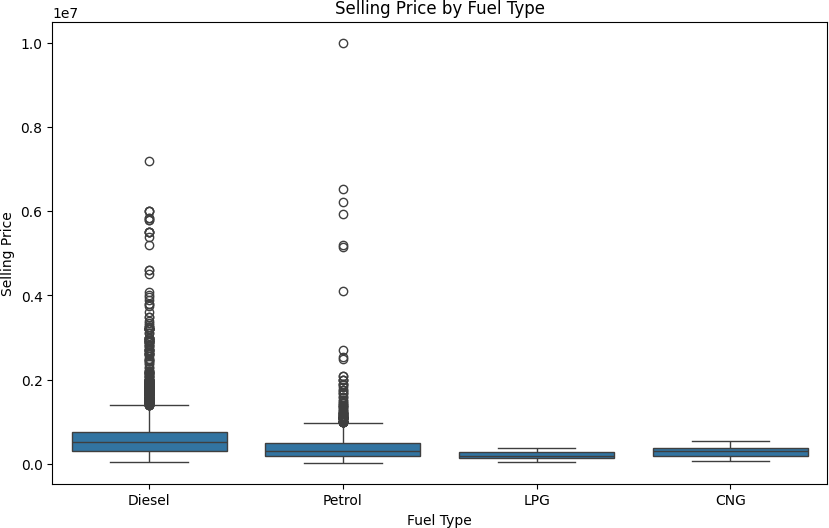 Selling Price by Fuel Type
1e7
1.0
0.8
0.6
0.4
0.2
0.0
Selling Price
Diesel
Petrol
LPG
CNG
Fuel Type